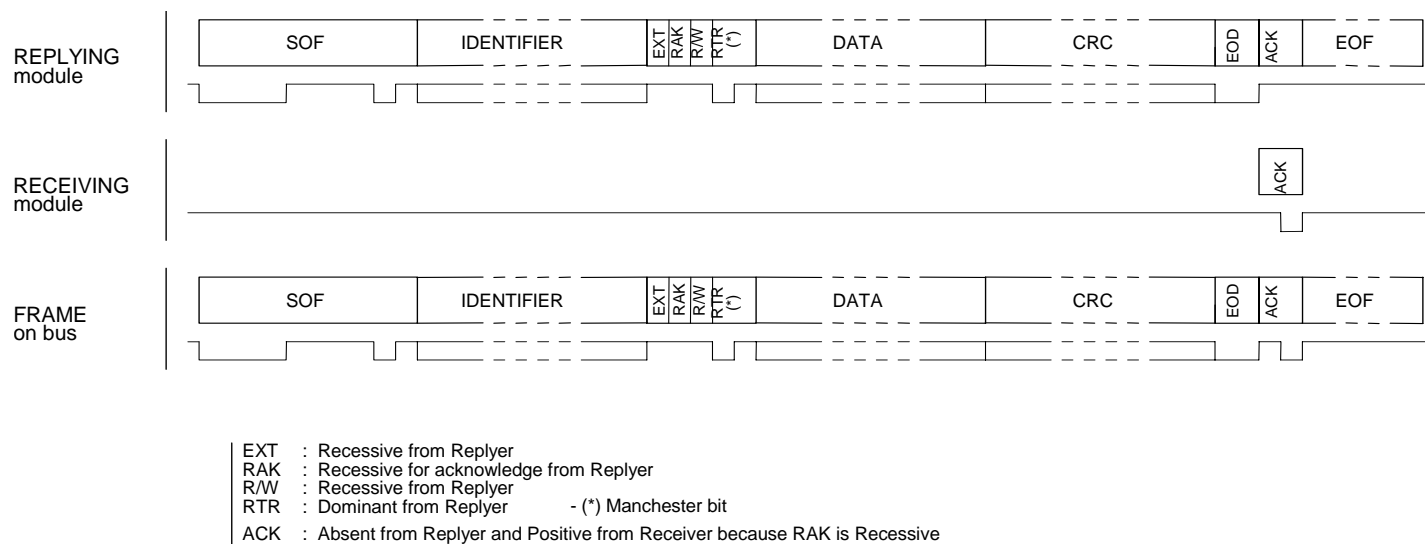 REPLYING
module
SOF IDENTIFIER EXT RAK R/W RTR (*) DATA CRC EOD ACK EOF
RECEIVING
module
ACK
FRAME
on bus
SOF IDENTIFIER EXT RAK R/W RTR (*) DATA CRC EOD ACK EOF
EXT : Recessive from Replyer
RAK : Recessive for acknowledge from Replyer
R/W : Recessive from Replyer
RTR : Dominant from Replyer - (*) Manchester bit
ACK : Absent from Replyer and Positive from Receiver because RAK is Recessive